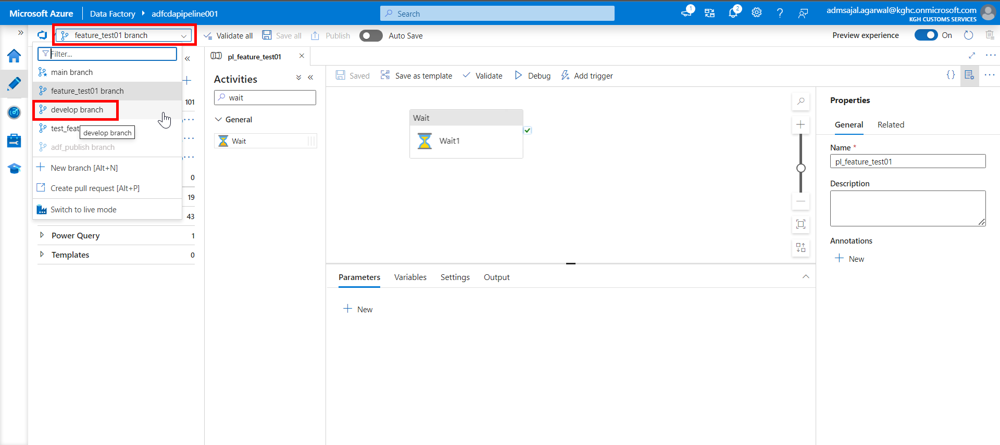 Microsoft Azure
Data Factory
adfcdapipeline001
Search
1
2
admsajal.agarwal@kghc.onmicrosoft.com
KGH CUSTOMS SERVICES
feature_test01 branch
Validate all
Save all
Publish
Auto Save
Preview experience
On
Filter...
main branch
feature_test01 branch
develop branch
test_feat
develop branch
adf_publish branch
New branch [Alt+N]
Create pull request [Alt+P]
Switch to live mode
101
0
19
43
Power Query
1
Templates
0
pl_feature_test01
Activities
wait
General
Wait
Saved
Save as template
Validate
Debug
Add trigger
{}
Wait
Wait1
Parameters
Variables
Settings
Output
New
Properties
General
Related
Name *
pl_feature_test01
Description
Annotations
New